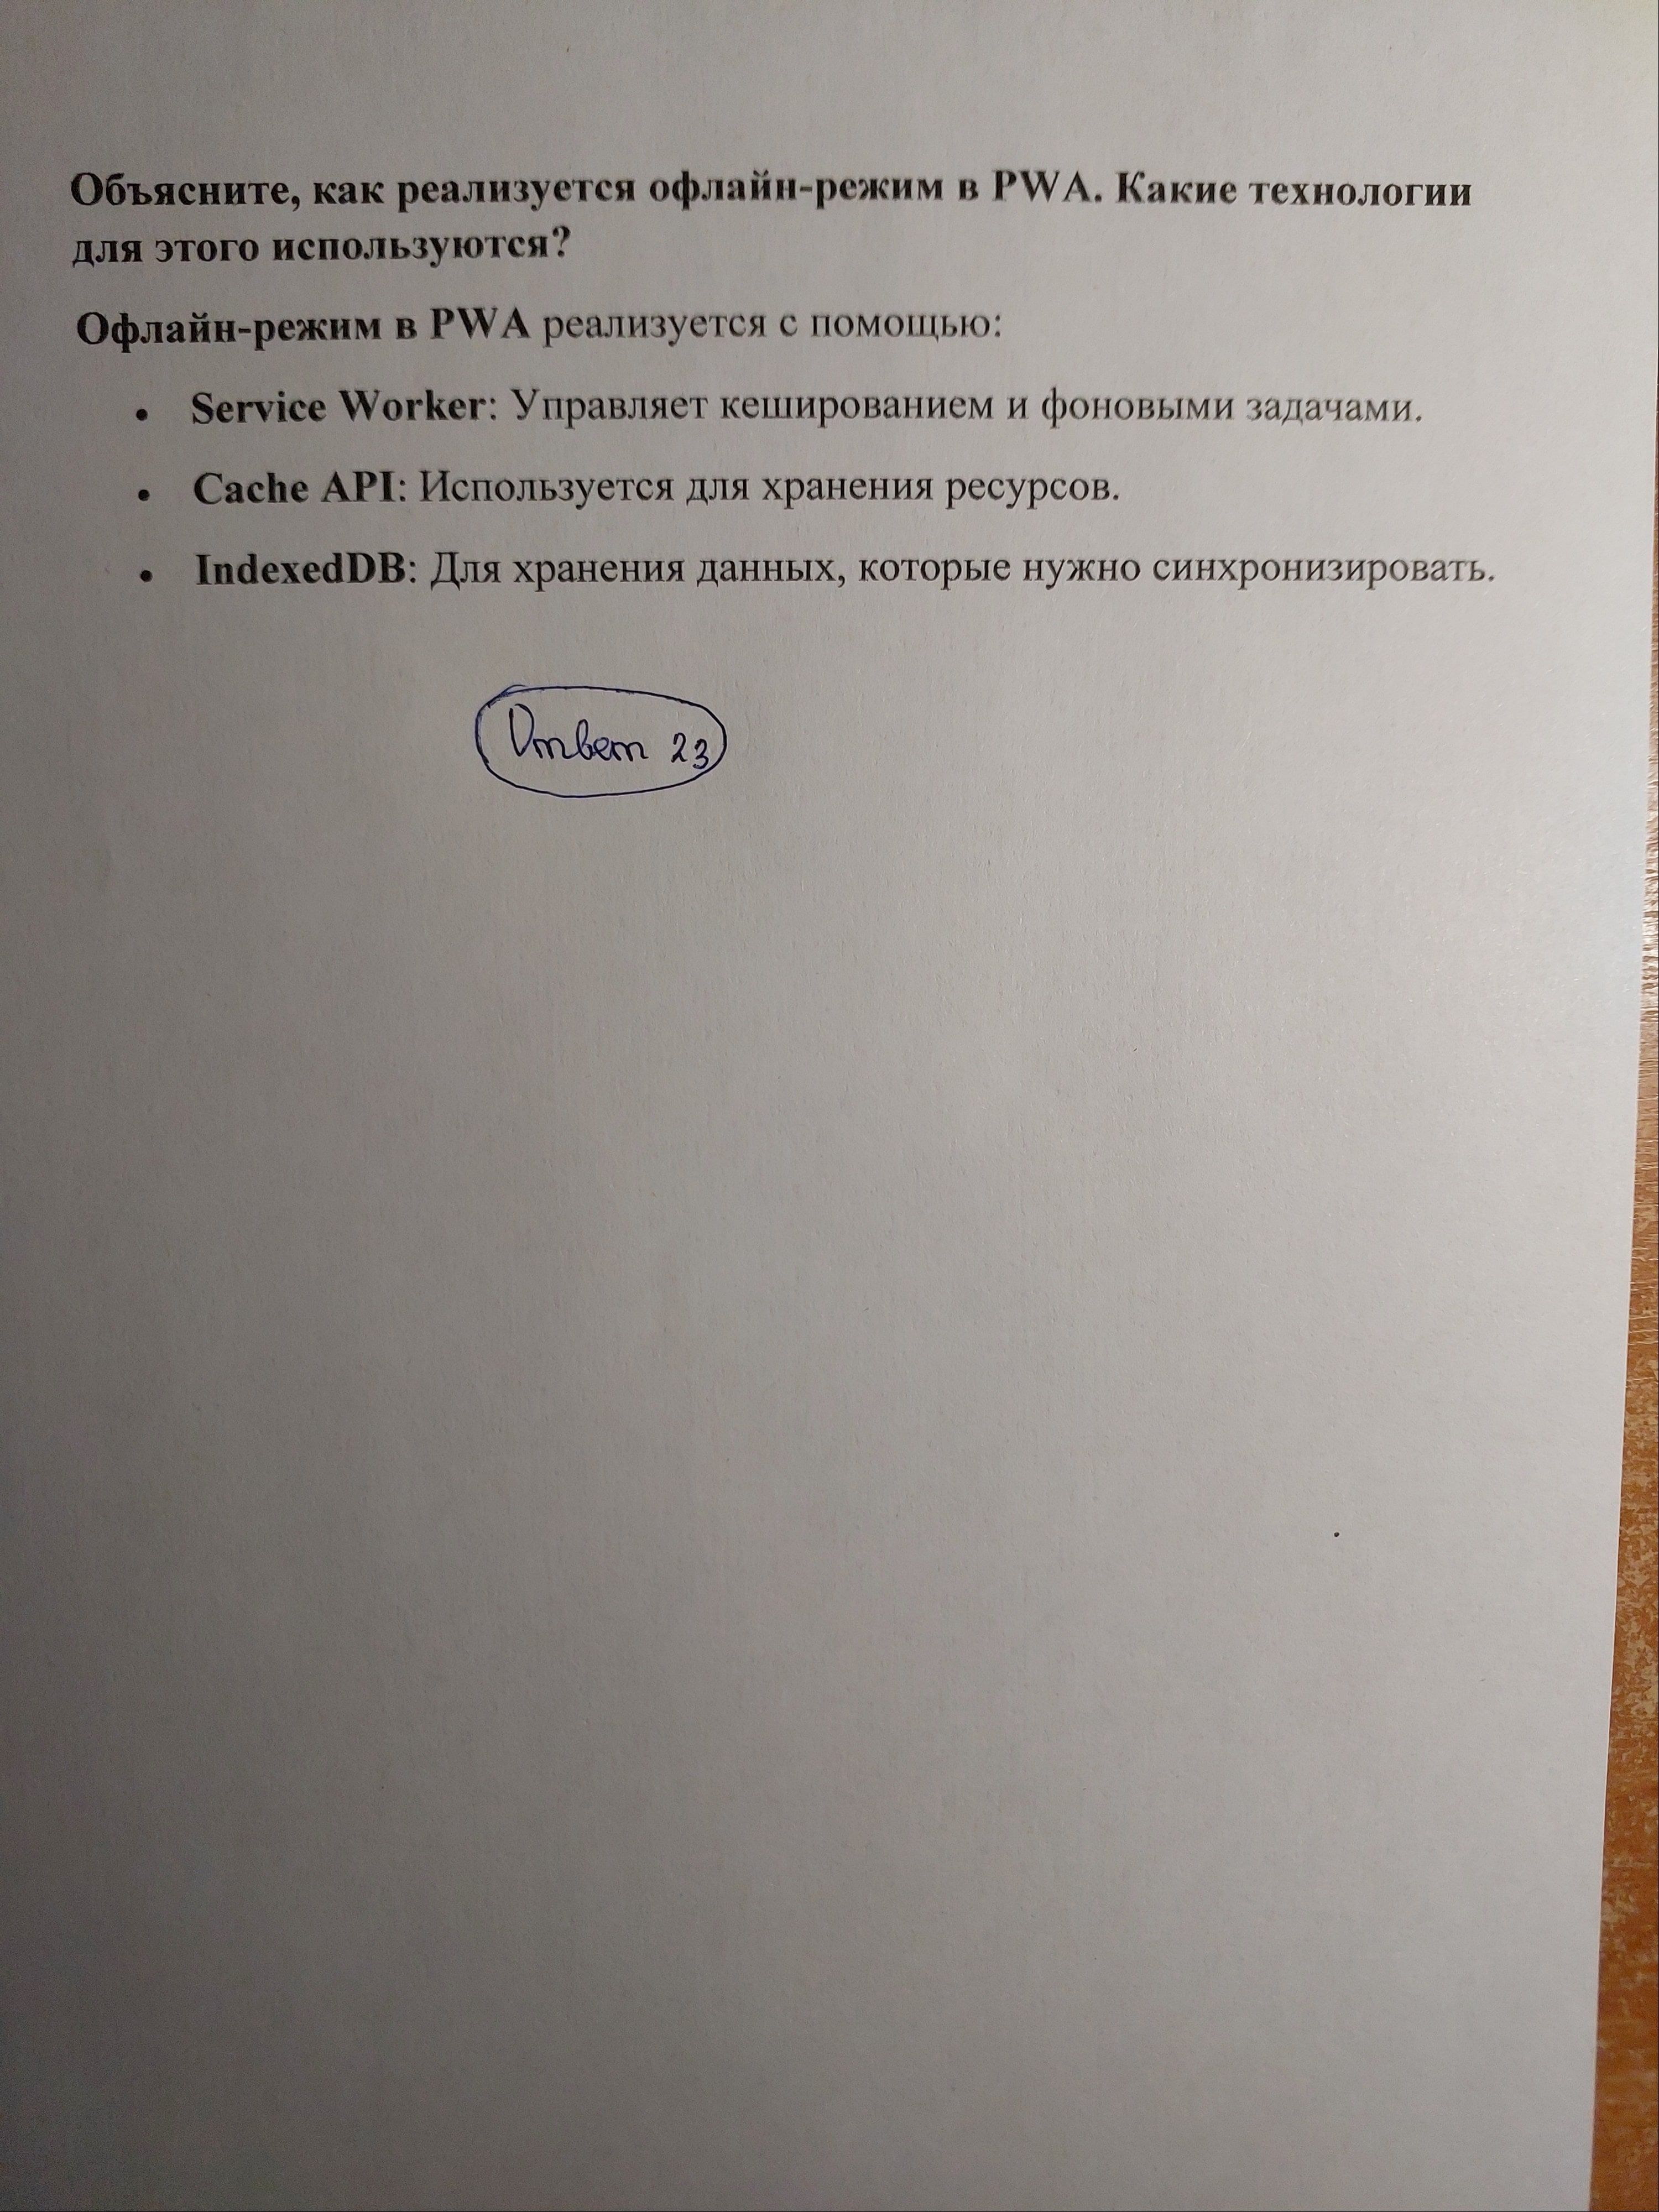 Объясните, как реализуется офлайн-режим в PWA. Какие технологии
для этого используются?
Офлайн-режим в PWA реализуется с помощью:
• Service Worker: Управляет кешированием и фоновыми задачами.
• Cache API: Используется для хранения ресурсов.
• IndexedDB: Для хранения данных, которые нужно синхронизировать.
Ответ 23